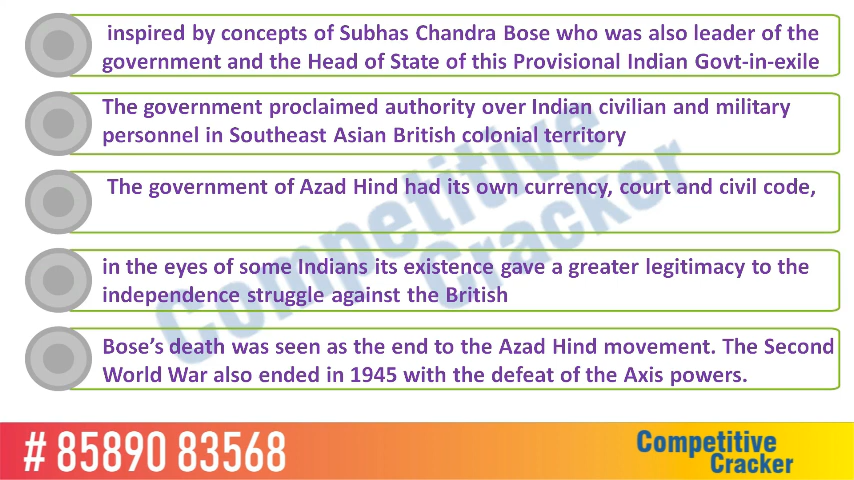 inspired by concepts of Subhas Chandra Bose who was also leader of the
government and the Head of State of this Provisional Indian Govt-in-exile
The government proclaimed authority over Indian civilian and military
personnel in Southeast Asian British colonial territory
The government of Azad Hind had its own currency, court and civil code,
in the eyes of some Indians its existence gave a greater legitimacy to the
independence struggle against the British
Bose’s death was seen as the end to the Azad Hind movement. The Second
World War also ended in 1945 with the defeat of the Axis powers.
Competitive
Cracker
# 85890 83568
Competitive
Cracker